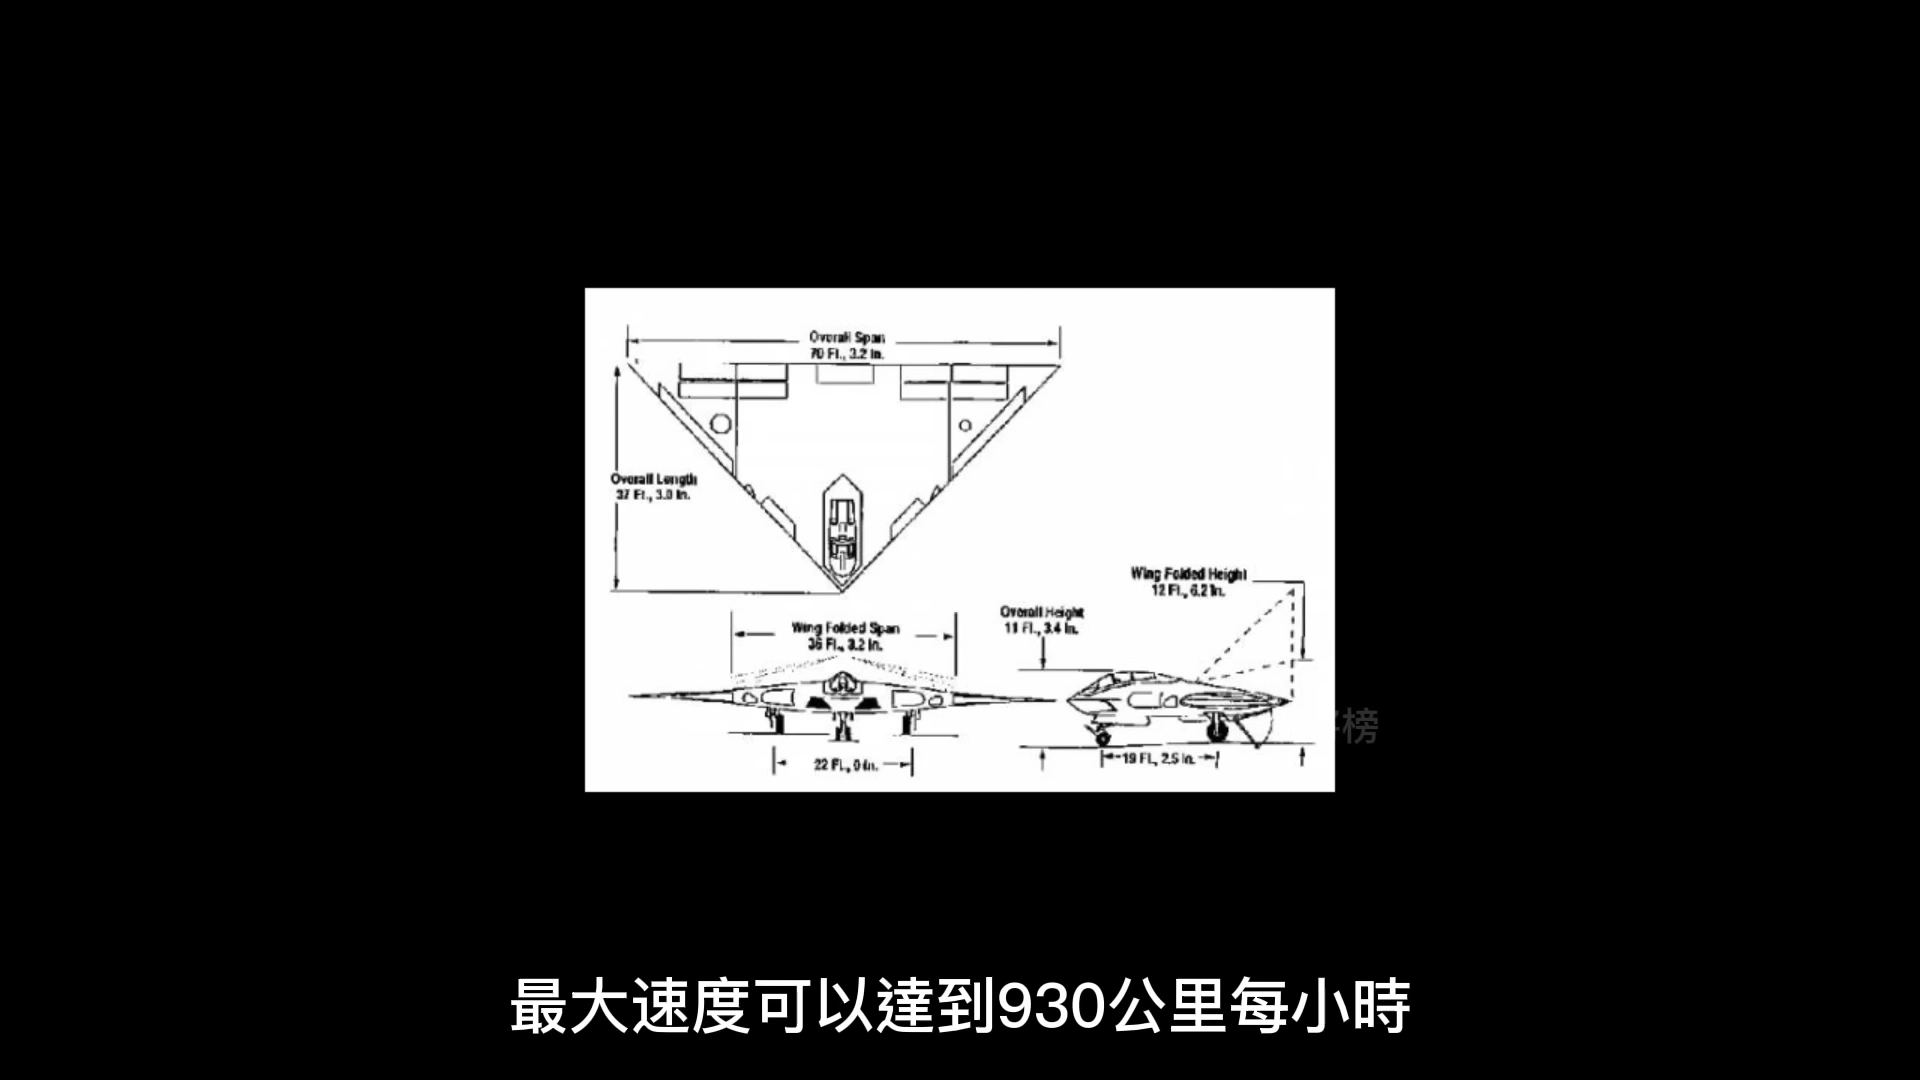 Overall Span
70 Ft., 3.2 In.
Overall Length
37 Ft., 3.0 In.
Wing Folded Height
12 Ft., 6.2 In.
Overall Height
11 Ft., 3.4 In.
Wing Folded Span
36 Ft., 3.2 In.
榜
22 Ft., 0 In.
19 Ft., 2.5 In.
最大速度可以達到930公里每小時